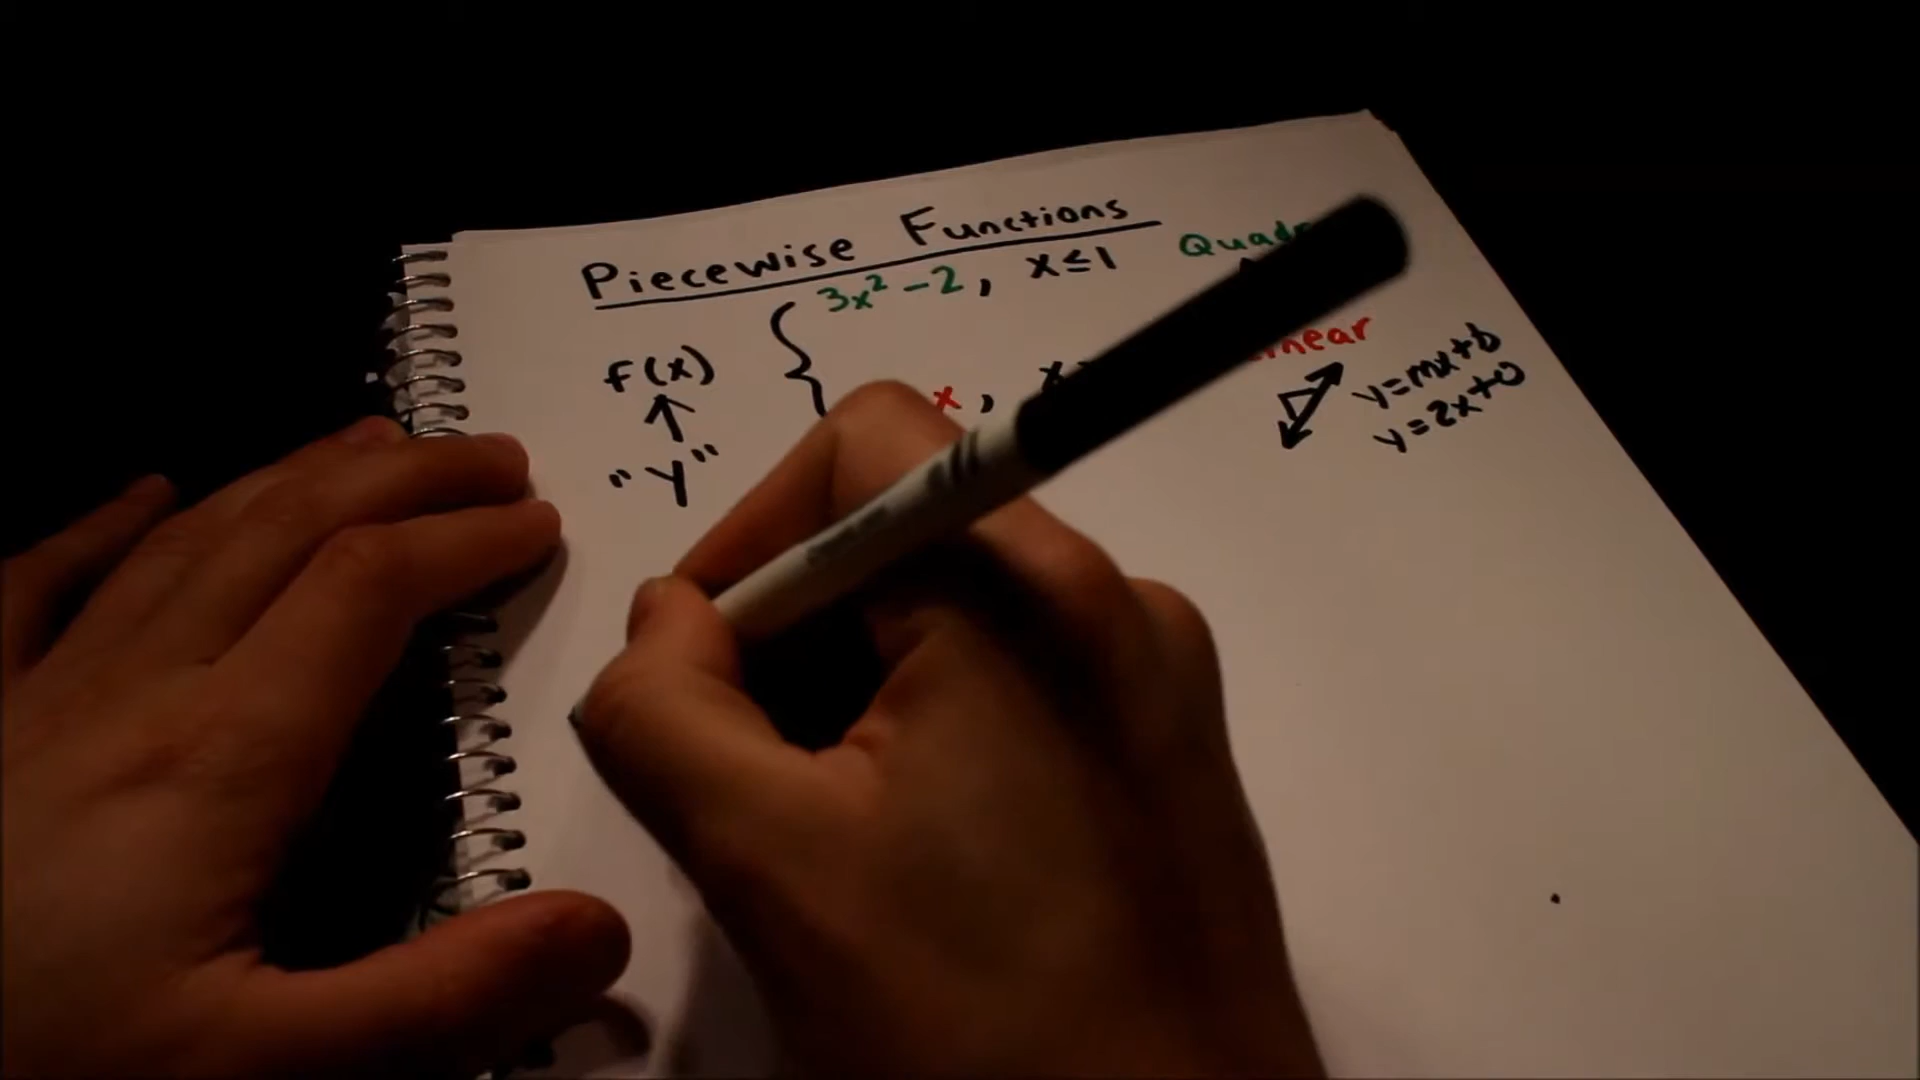 Piecewise Functions
3x² - 2, x ≤ 1
f(x) {
x, x
"Y"
y = mx + b
y = 2x + 0